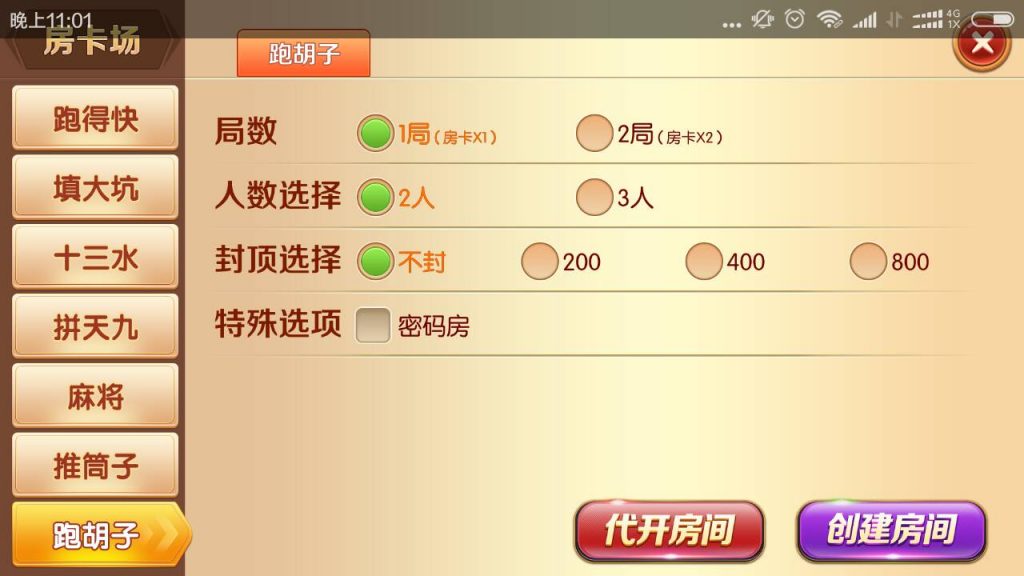 晚上11:01
4G
1X
房卡场
跑胡子
跑得快
填大坑
十三水
拼天九
麻将
推筒子
跑胡子
局数 1局(房卡X1) 2局(房卡X2)
人数选择 2人 3人
封顶选择 不封 200 400 800
特殊选项 密码房
代开房间 创建房间